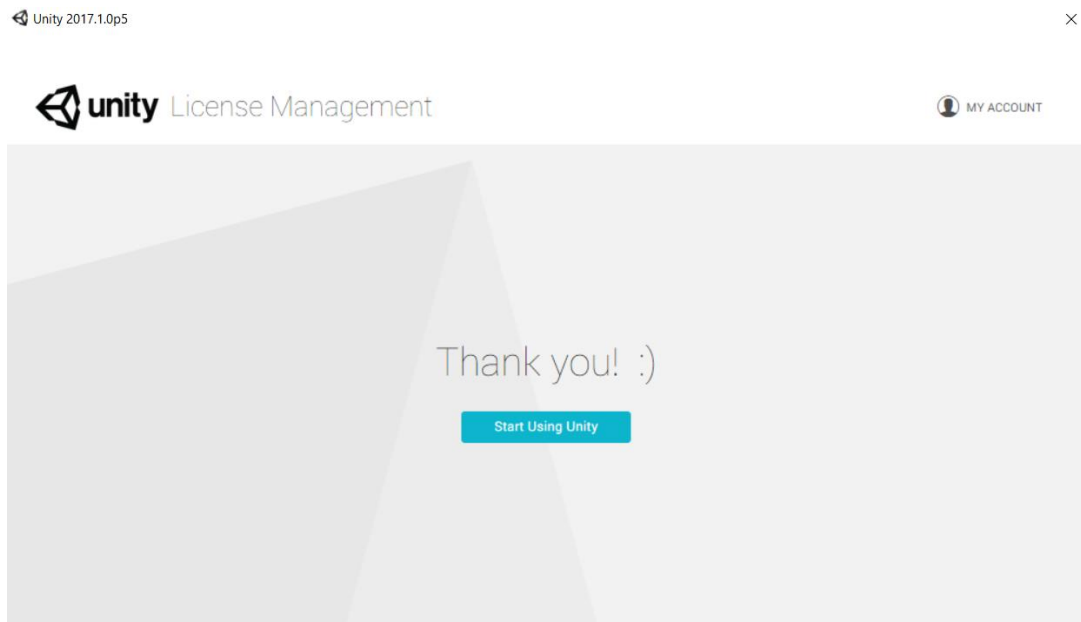 Unity 2017.1.0p5
unity License Management
MY ACCOUNT
Thank you! :)
Start Using Unity